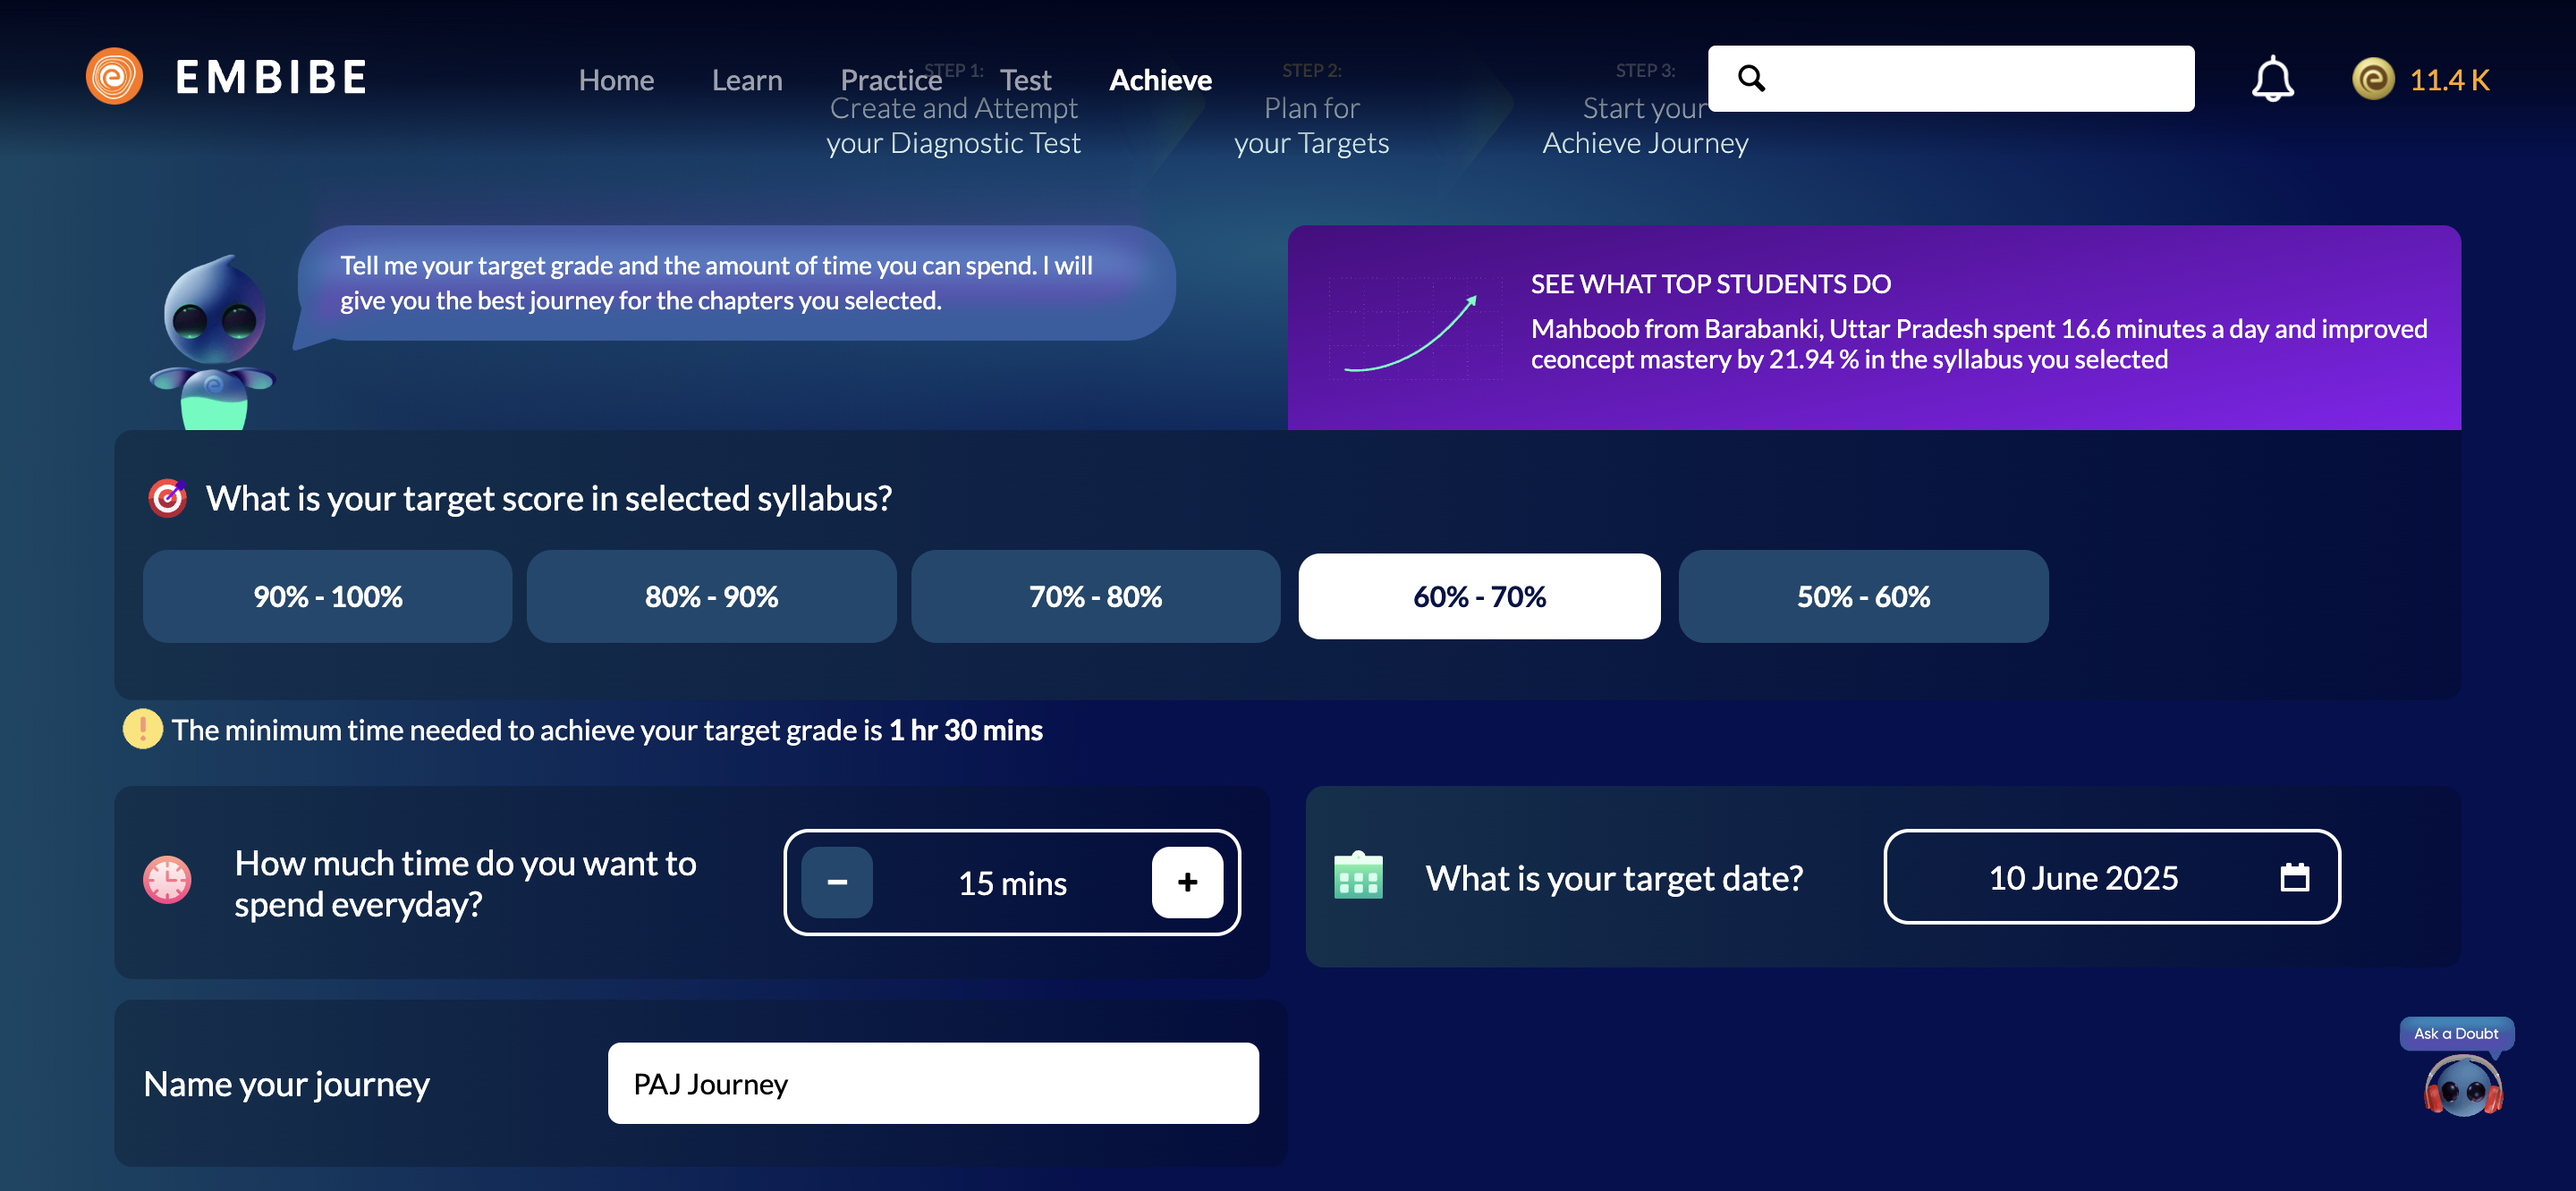 EMBIBE
Home
Learn
Practice
Test
Achieve
11.4 K
STEP 1:
Create and Attempt
your Diagnostic Test
STEP 2:
Plan for
your Targets
STEP 3:
Start your
Achieve Journey
Tell me your target grade and the amount of time you can spend. I will
give you the best journey for the chapters you selected.
SEE WHAT TOP STUDENTS DO
Mahboob from Barabanki, Uttar Pradesh spent 16.6 minutes a day and improved
ceoncept mastery by 21.94 % in the syllabus you selected
What is your target score in selected syllabus?
90% - 100%
80% - 90%
70% - 80%
60% - 70%
50% - 60%
The minimum time needed to achieve your target grade is 1 hr 30 mins
How much time do you want to
spend everyday?
−
15 mins
+
What is your target date?
10 June 2025
Name your journey
PAJ Journey
Ask a Doubt